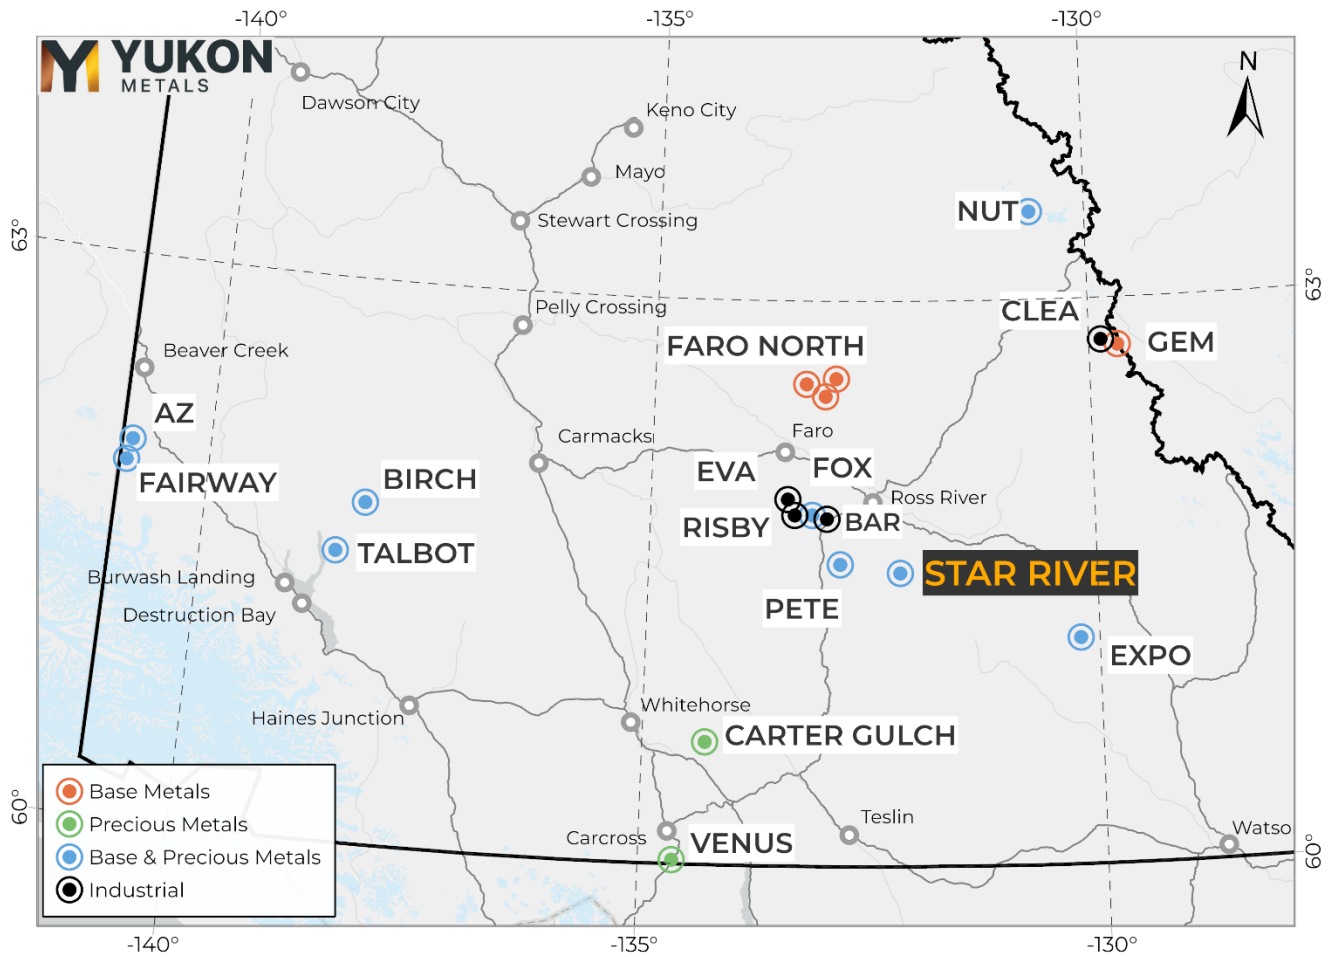 -140°
-135°
-130°
YUKON
METALS
N
Dawson City
Keno City
Mayo
NUT
Stewart Crossing
63°
63°
CLEA
Pelly Crossing
GEM
FARO NORTH
Beaver Creek
AZ
Faro
Carmacks
FOX
EVA
BIRCH
FAIRWAY
Ross River
BAR
RISBY
TALBOT
STAR RIVER
Burwash Landing
PETE
Destruction Bay
EXPO
Whitehorse
Haines Junction
CARTER GULCH
Base Metals
60°
Teslin
Precious Metals
Watso
Carcross
VENUS
60°
Base & Precious Metals
Industrial
-140°
-135°
-130°